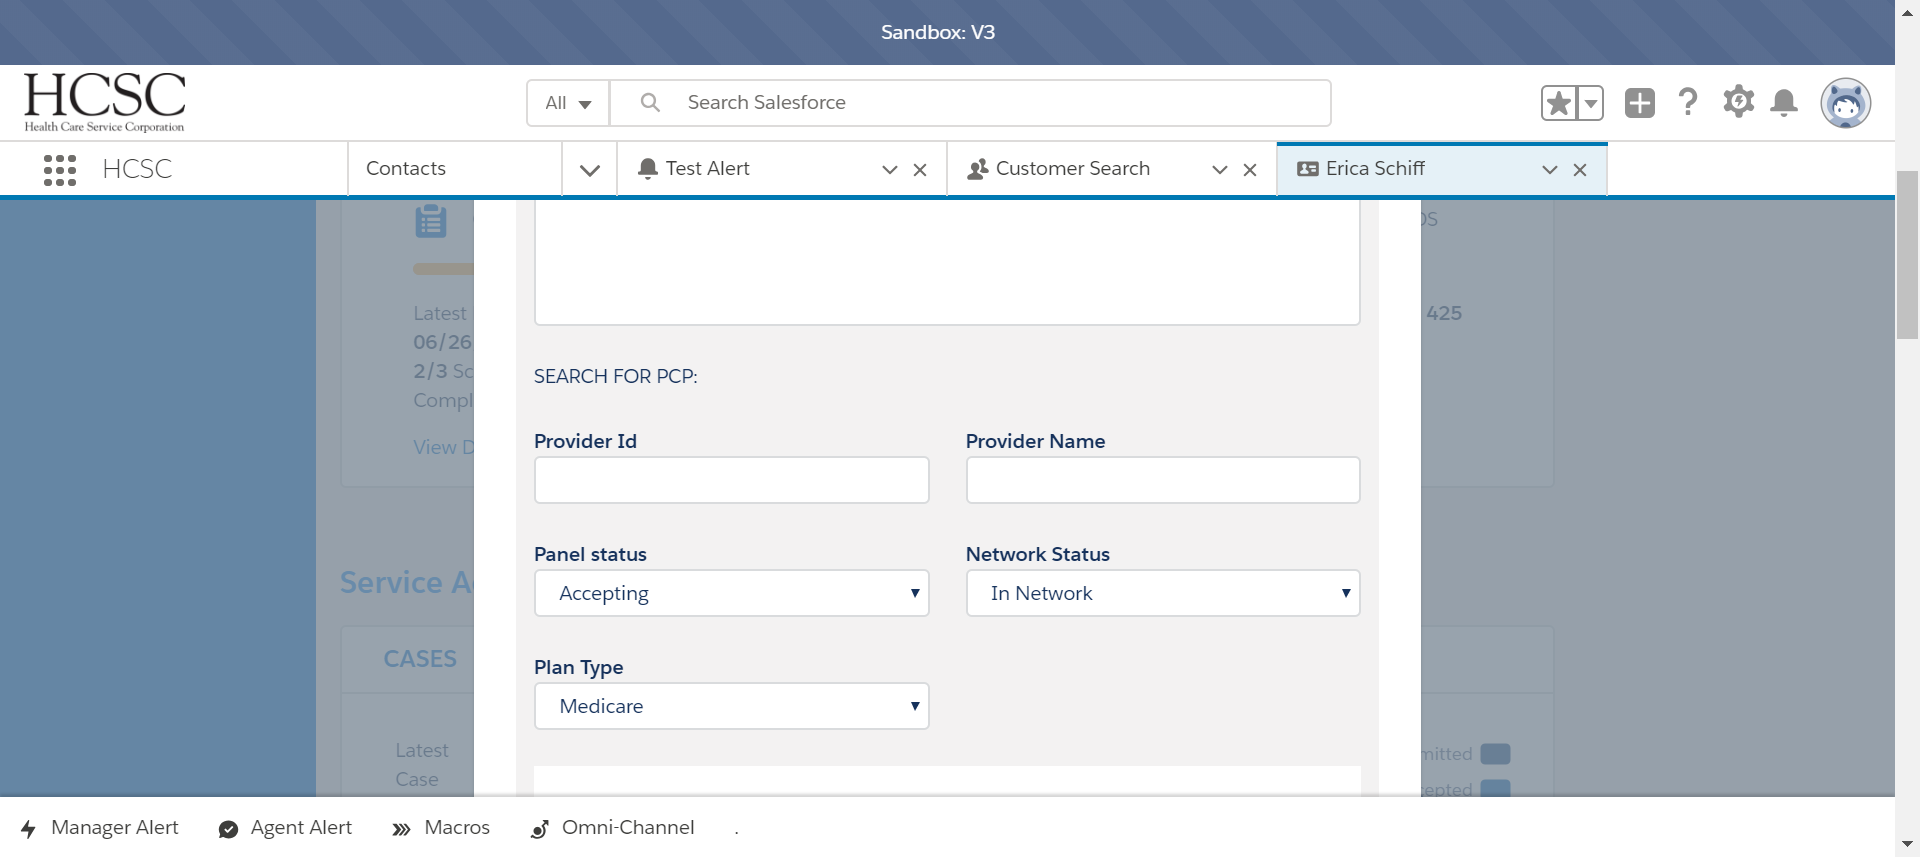 Sandbox: V3
HCSC
Health Care Service Corporation
All
Search Salesforce
HCSC
Contacts
Test Alert
Customer Search
Erica Schiff
Latest
06/26
2/3 Sc
Compl
View D
425
SEARCH FOR PCP:
Provider Id
Provider Name
Panel status
Network Status
Accepting
In Network
Service A
Plan Type
CASES
Medicare
Latest
mitted
Case
cepted
Manager Alert
Agent Alert
Macros
Omni-Channel
.